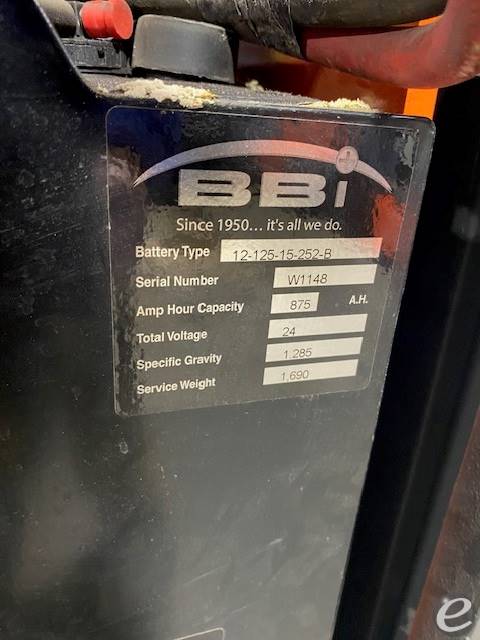 BBi
Since 1950... it's all we do.
Battery Type 12-125-15-252-B
Serial Number W1148
Amp Hour Capacity 875 A.H.
Total Voltage 24
Specific Gravity 1.285
Service Weight 1,690
e